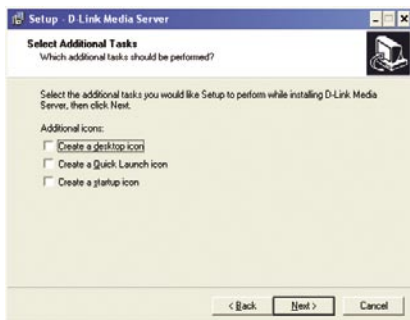 Setup - D-Link Media Server
Select Additional Tasks
Which additional tasks should be performed?
Select the additional tasks you would like Setup to perform while installing D-Link Media
Server, then click Next.
Additional icons:
Create a desktop icon
Create a Quick Launch icon
Create a startup icon
< Back
Next >
Cancel